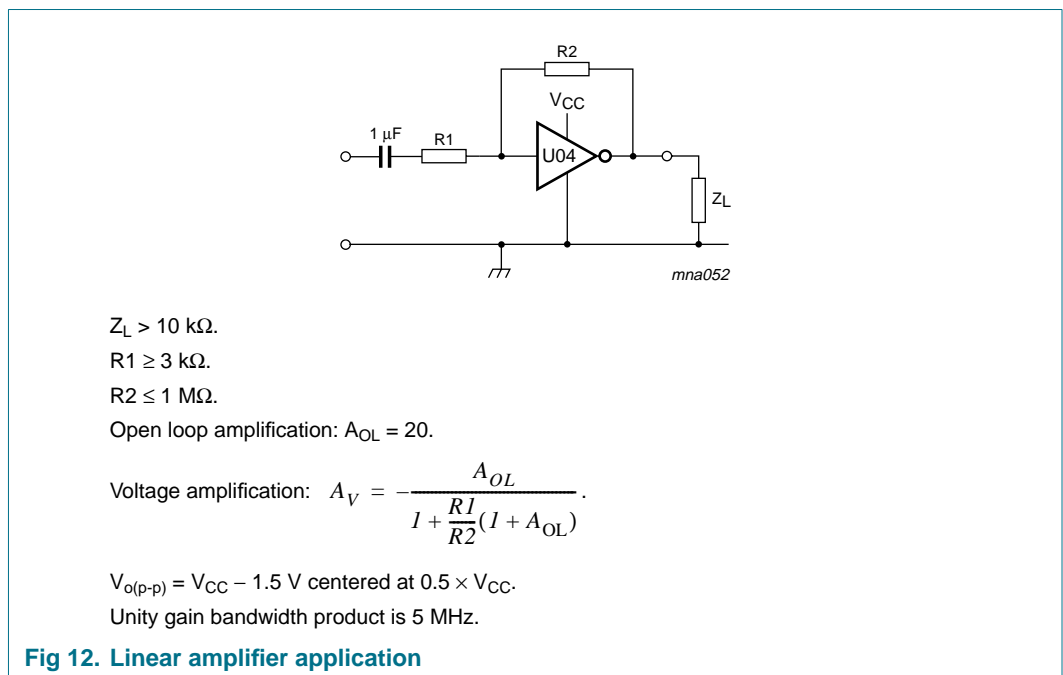 R2
VCC
1 μF
R1
U04
ZL
mna052
ZL > 10 kΩ.
R1 ≥ 3 kΩ.
R2 ≤ 1 MΩ.
Open loop amplification: AOL = 20.
Voltage amplification: AV = − AOL / 1 + R1/R2 (1 + AOL) .
Vo(p-p) = VCC − 1.5 V centered at 0.5 × VCC.
Unity gain bandwidth product is 5 MHz.
Fig 12. Linear amplifier application